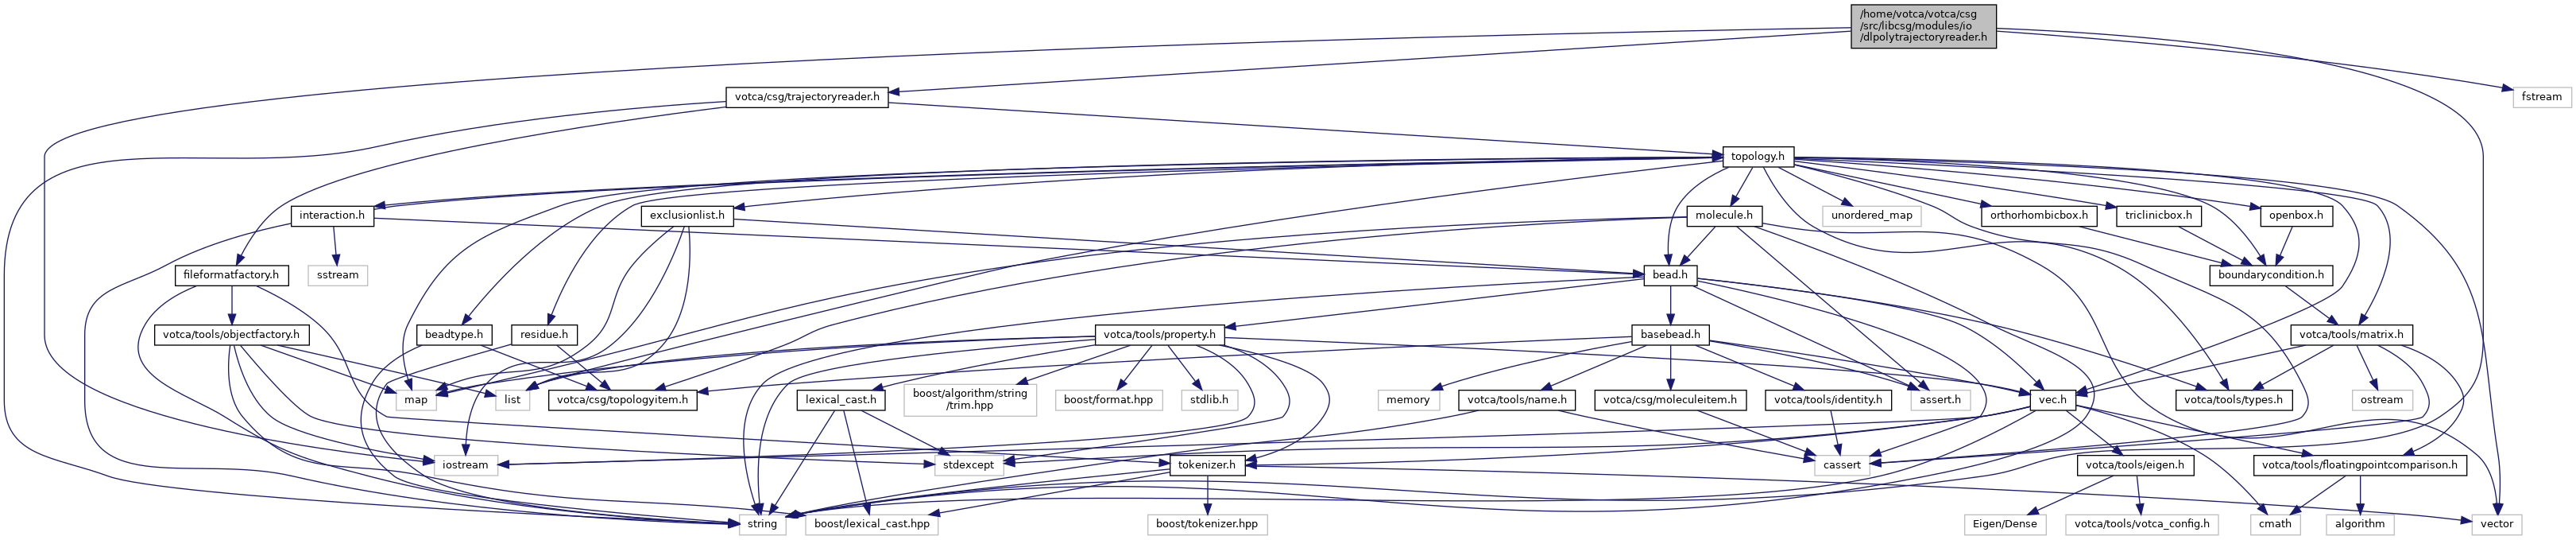 /home/votca/votca/csg
/src/libcsg/modules/io
/dlpolytrajectoryreader.h
votca/csg/trajectoryreader.h
fstream
topology.h
interaction.h
exclusionlist.h
molecule.h
unordered_map
orthorhombicbox.h
triclinicbox.h
openbox.h
fileformatfactory.h
sstream
bead.h
boundarycondition.h
votca/tools/objectfactory.h
beadtype.h
residue.h
votca/tools/property.h
basebead.h
votca/tools/matrix.h
map
list
votca/csg/topologyitem.h
lexical_cast.h
boost/algorithm/string
/trim.hpp
boost/format.hpp
stdlib.h
memory
votca/tools/name.h
votca/csg/moleculeitem.h
votca/tools/identity.h
assert.h
vec.h
votca/tools/types.h
ostream
iostream
stdexcept
tokenizer.h
cassert
votca/tools/eigen.h
votca/tools/floatingpointcomparison.h
string
boost/lexical_cast.hpp
boost/tokenizer.hpp
Eigen/Dense
votca/tools/votca_config.h
cmath
algorithm
vector